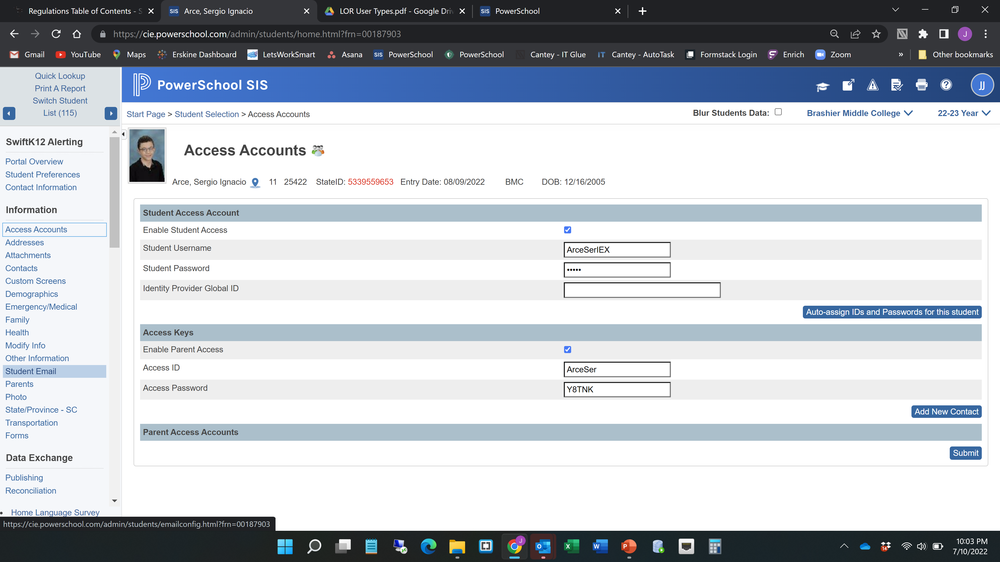 Regulations Table of Contents - S
SIS Arce, Sergio Ignacio
LOR User Types.pdf - Google Driv
SIS PowerSchool
https://cie.powerschool.com/admin/students/home.html?frn=00187903
J
Gmail
YouTube
Maps
Erskine Dashboard
LetsWorkSmart
Asana
SIS PowerSchool
PowerSchool
Cantey - IT Glue
IT Cantey - AutoTask
Formstack Login
Enrich
Zoom
»
Other bookmarks
Quick Lookup
Print A Report
Switch Student
List (115)
PowerSchool SIS
JJ
Start Page > Student Selection > Access Accounts
Blur Students Data:
Brashier Middle College
22-23 Year
SwiftK12 Alerting
Portal Overview
Student Preferences
Contact Information
Information
Access Accounts
Addresses
Attachments
Contacts
Custom Screens
Demographics
Emergency/Medical
Family
Health
Modify Info
Other Information
Student Email
Parents
Photo
State/Province - SC
Transportation
Forms
Data Exchange
Publishing
Reconciliation
Home Language Survey
Access Accounts
Arce, Sergio Ignacio 11 25422 StateID: 5339559653 Entry Date: 08/09/2022 BMC DOB: 12/16/2005
Student Access Account
Enable Student Access
Student Username ArceSerIEX
Student Password •••••
Identity Provider Global ID
Auto-assign IDs and Passwords for this student
Access Keys
Enable Parent Access
Access ID ArceSer
Access Password Y8TNK
Add New Contact
Parent Access Accounts
Submit
https://cie.powerschool.com/admin/students/emailconfig.html?frn=00187903
J
14
10:03 PM
7/10/2022